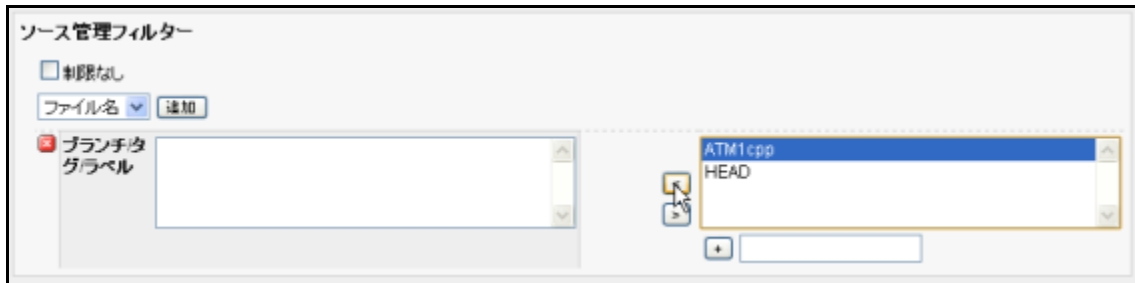 ソース管理フィルター
制限なし
ファイル名 追加
ブランチ/タ
グ/ラベル
ATM1cpp
HEAD
<
>
+